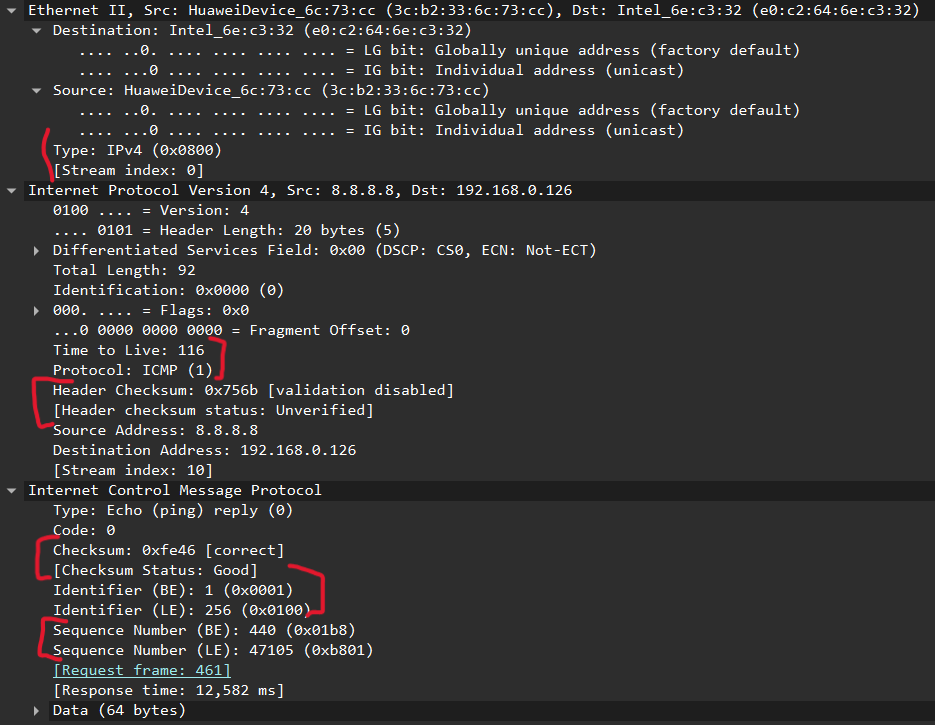 Ethernet II, Src: HuaweiDevice_6c:73:cc (3c:b2:33:6c:73:cc), Dst: Intel_6e:c3:32 (e0:c2:64:6e:c3:32)
Destination: Intel_6e:c3:32 (e0:c2:64:6e:c3:32)
.... ..0. .... .... .... .... = LG bit: Globally unique address (factory default)
.... ...0 .... .... .... .... = IG bit: Individual address (unicast)
Source: HuaweiDevice_6c:73:cc (3c:b2:33:6c:73:cc)
.... ..0. .... .... .... .... = LG bit: Globally unique address (factory default)
.... ...0 .... .... .... .... = IG bit: Individual address (unicast)
Type: IPv4 (0x0800)
[Stream index: 0]
Internet Protocol Version 4, Src: 8.8.8.8, Dst: 192.168.0.126
0100 .... = Version: 4
.... 0101 = Header Length: 20 bytes (5)
Differentiated Services Field: 0x00 (DSCP: CS0, ECN: Not-ECT)
Total Length: 92
Identification: 0x0000 (0)
000. .... = Flags: 0x0
...0 0000 0000 0000 = Fragment Offset: 0
Time to Live: 116
Protocol: ICMP (1)
Header Checksum: 0x756b [validation disabled]
[Header checksum status: Unverified]
Source Address: 8.8.8.8
Destination Address: 192.168.0.126
[Stream index: 10]
Internet Control Message Protocol
Type: Echo (ping) reply (0)
Code: 0
Checksum: 0xfe46 [correct]
[Checksum Status: Good]
Identifier (BE): 1 (0x0001)
Identifier (LE): 256 (0x0100)
Sequence Number (BE): 440 (0x01b8)
Sequence Number (LE): 47105 (0xb801)
[Request frame: 461]
[Response time: 12,582 ms]
Data (64 bytes)